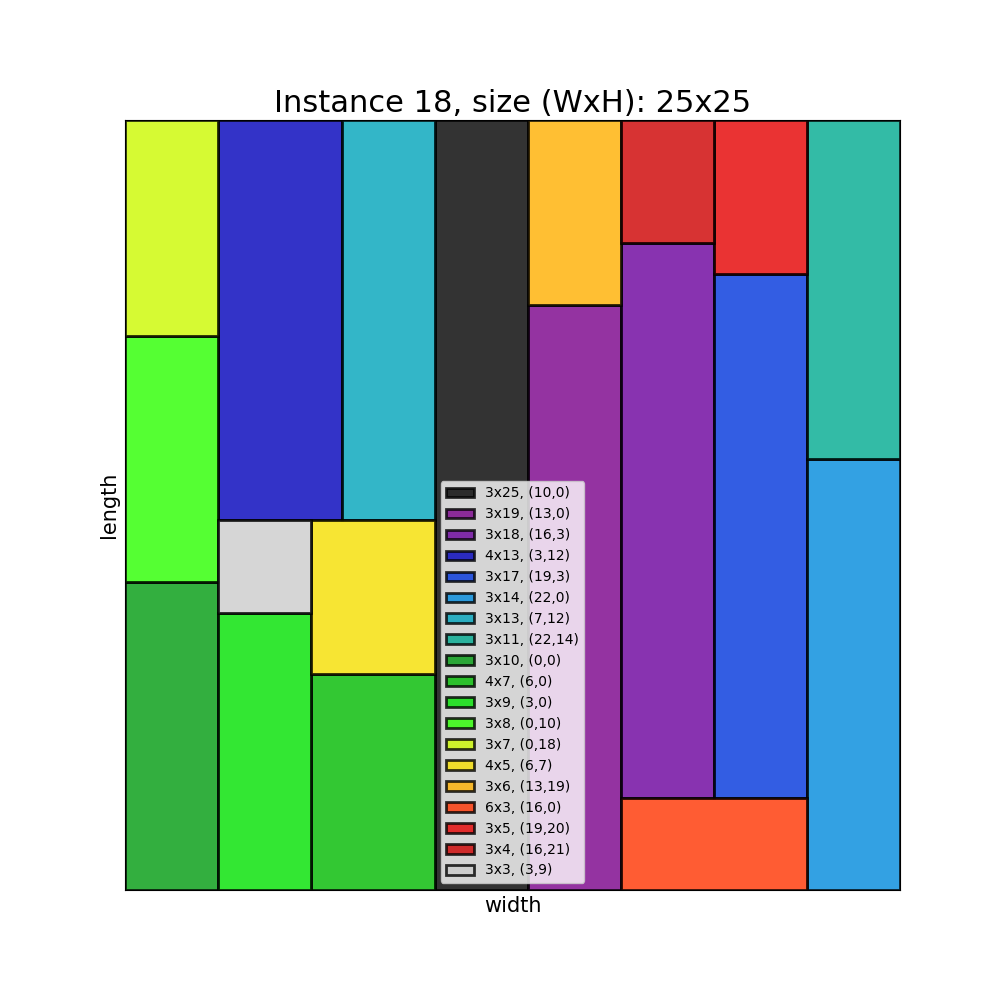 Instance 18, size (WxH): 25x25
length
3x25, (10,0)
3x19, (13,0)
3x18, (16,3)
4x13, (3,12)
3x17, (19,3)
3x14, (22,0)
3x13, (7,12)
3x11, (22,14)
3x10, (0,0)
4x7, (6,0)
3x9, (3,0)
3x8, (0,10)
3x7, (0,18)
4x5, (6,7)
3x6, (13,19)
6x3, (16,0)
3x5, (19,20)
3x4, (16,21)
3x3, (3,9)
width